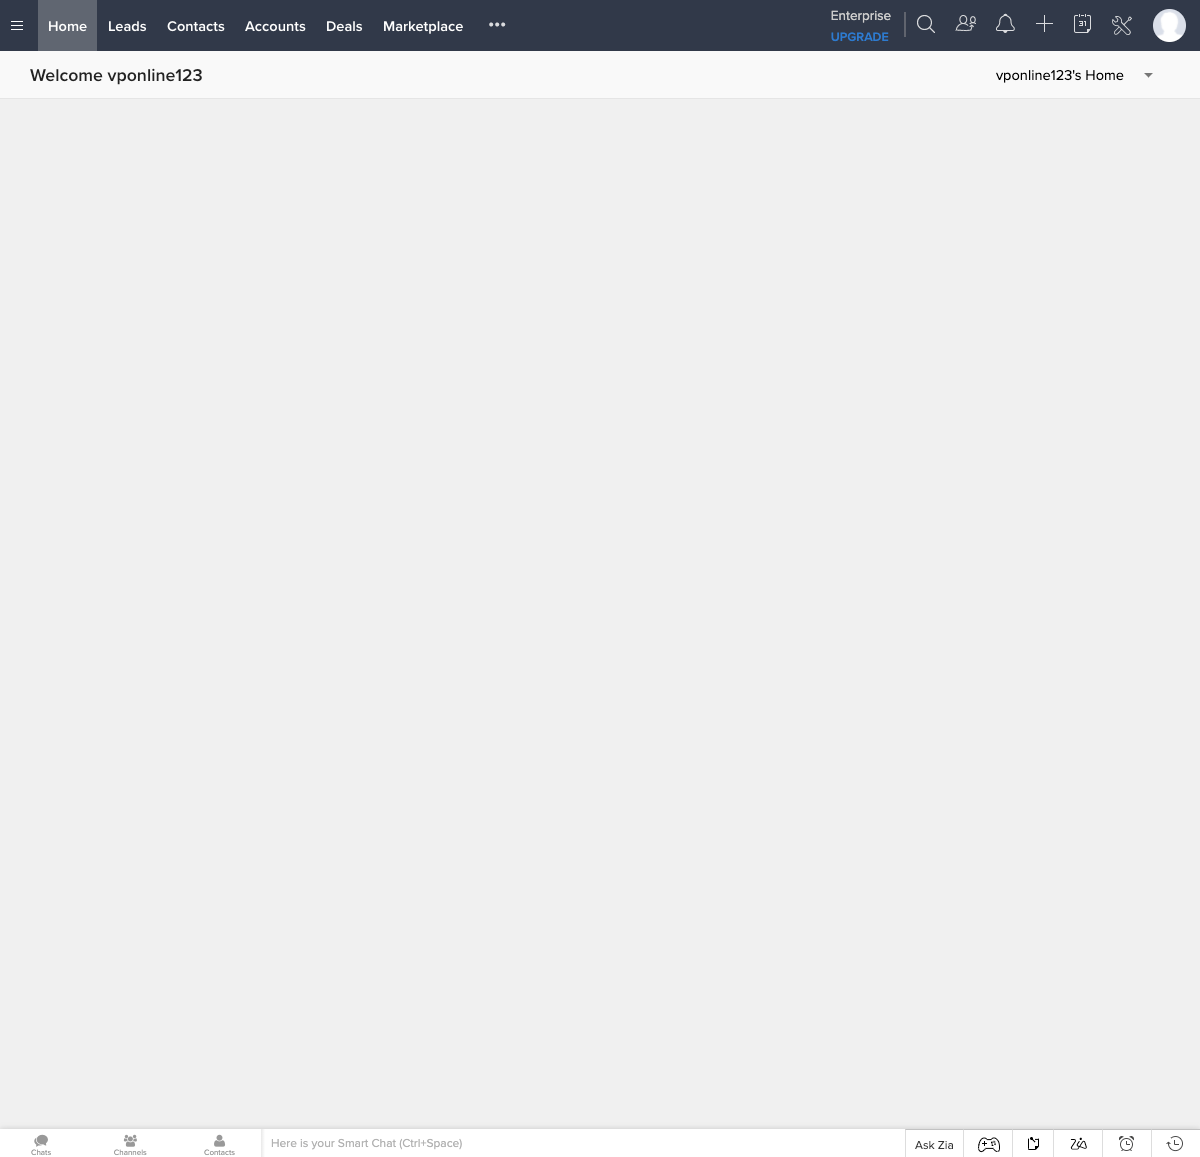 Home Leads Contacts Accounts Deals Marketplace •••
Enterprise
UPGRADE
31
Welcome vponline123
vponline123's Home
Chats
Channels
Contacts
Here is your Smart Chat (Ctrl+Space)
Ask Zia